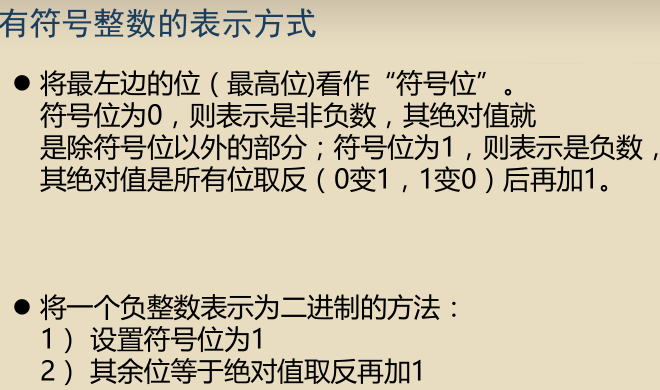 有符号整数的表示方式
● 将最左边的位（最高位)看作“符号位”。
符号位为0，则表示是非负数，其绝对值就
是除符号位以外的部分；符号位为1，则表示是负数，
其绝对值是所有位取反（0变1，1变0）后再加1。
● 将一个负整数表示为二进制的方法：
1） 设置符号位为1
2） 其余位等于绝对值取反再加1